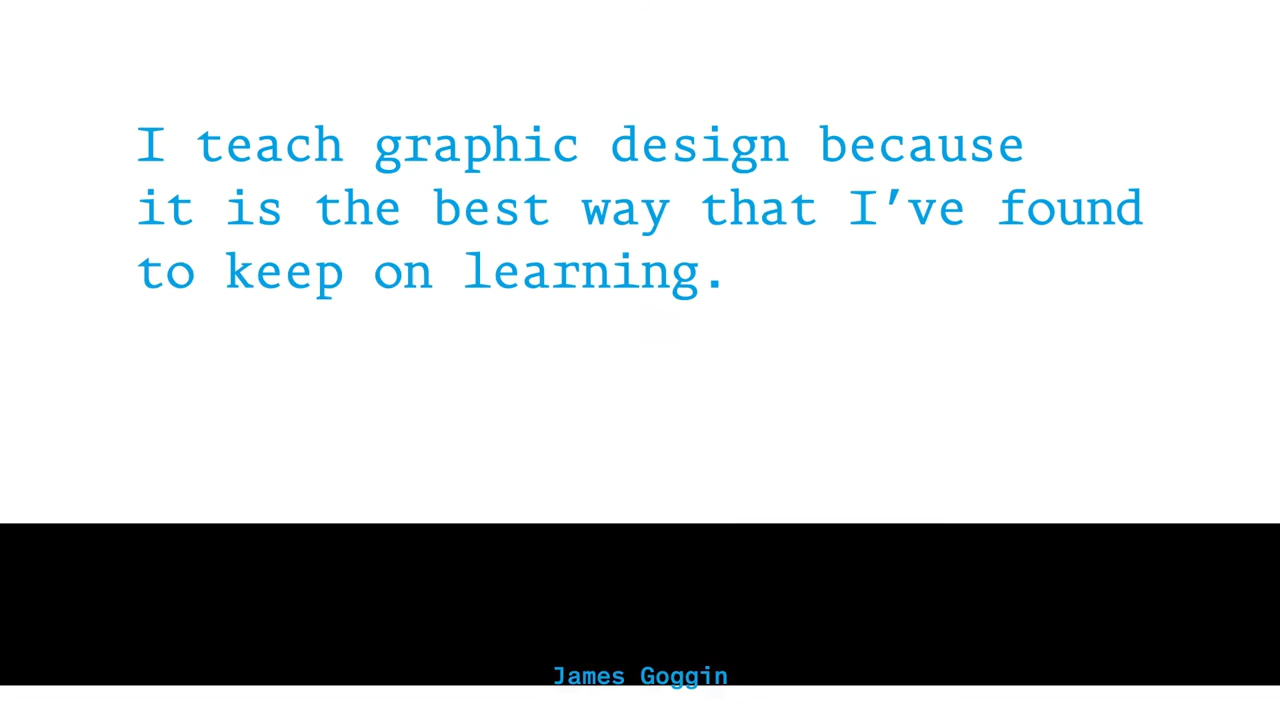 I teach graphic design because
it is the best way that I’ve found
to keep on learning.
James Goggin